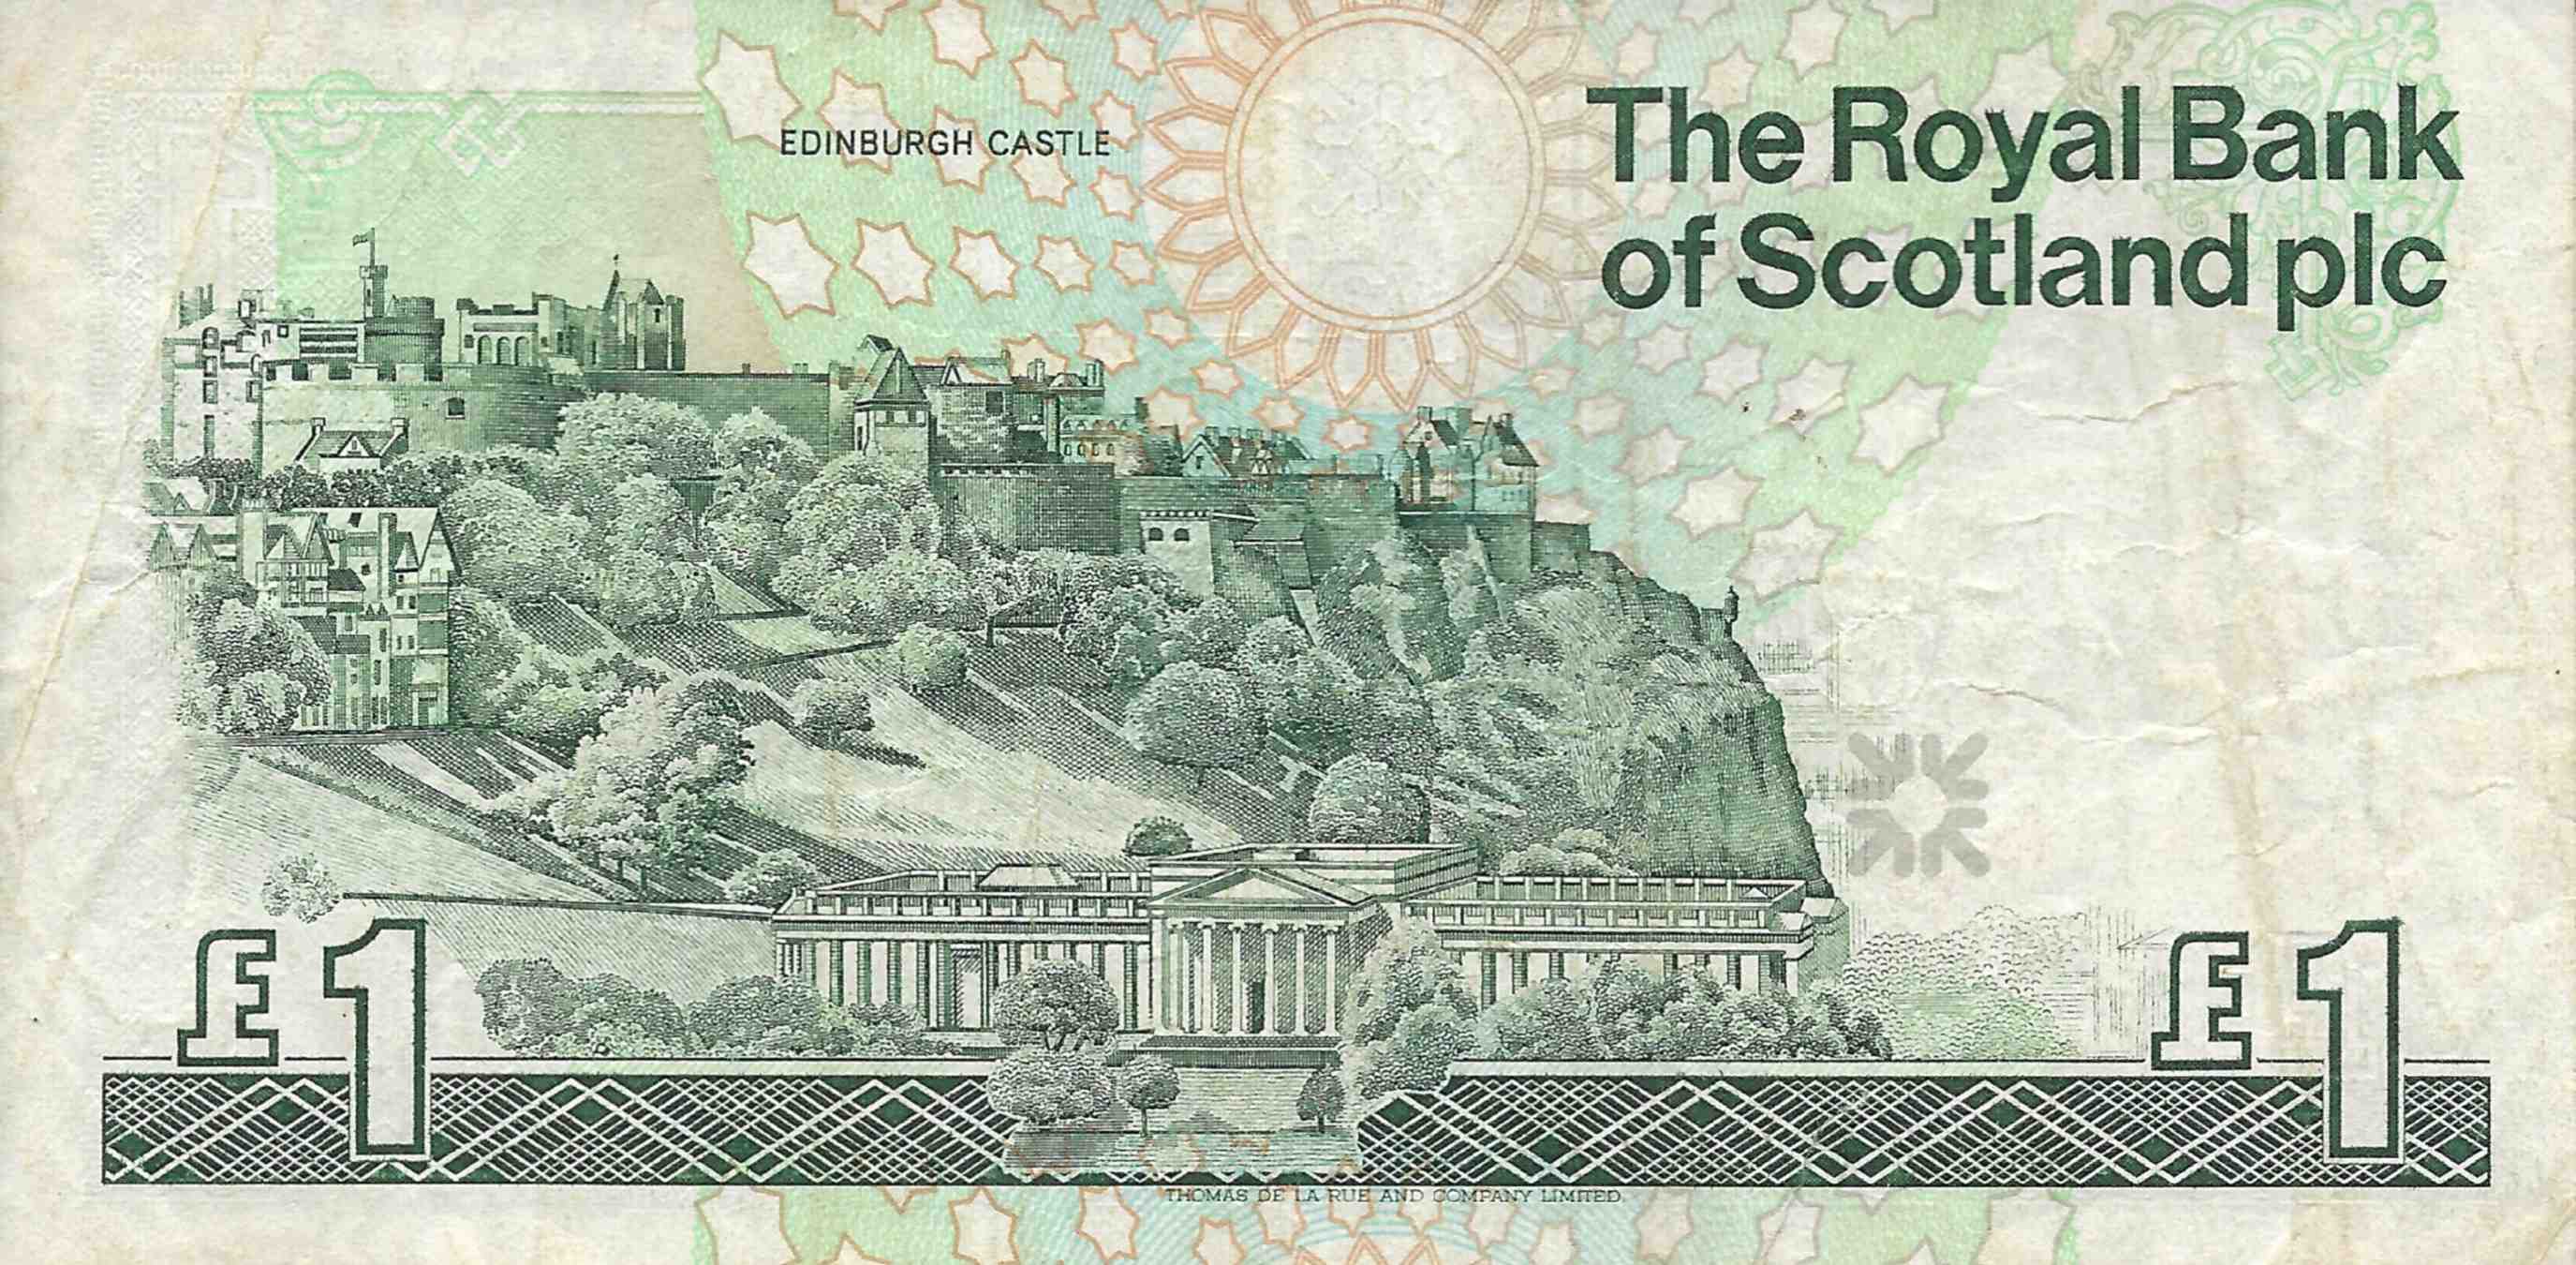 EDINBURGH CASTLE
The Royal Bank
of Scotland plc
£1
£1
THOMAS DE LA RUE AND COMPANY LIMITED